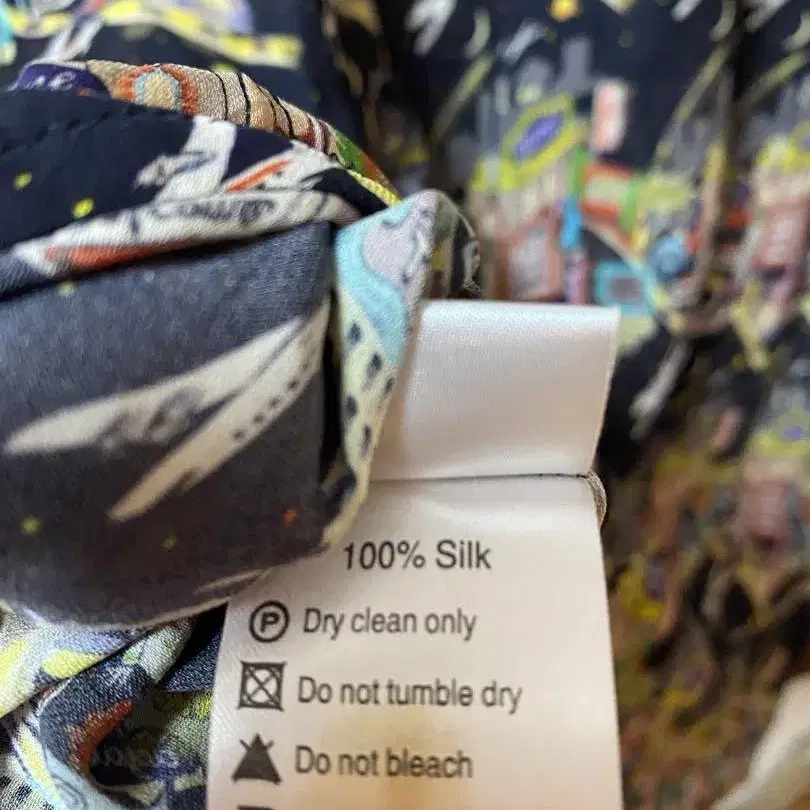 100% Silk
P Dry clean only
Do not tumble dry
Do not bleach